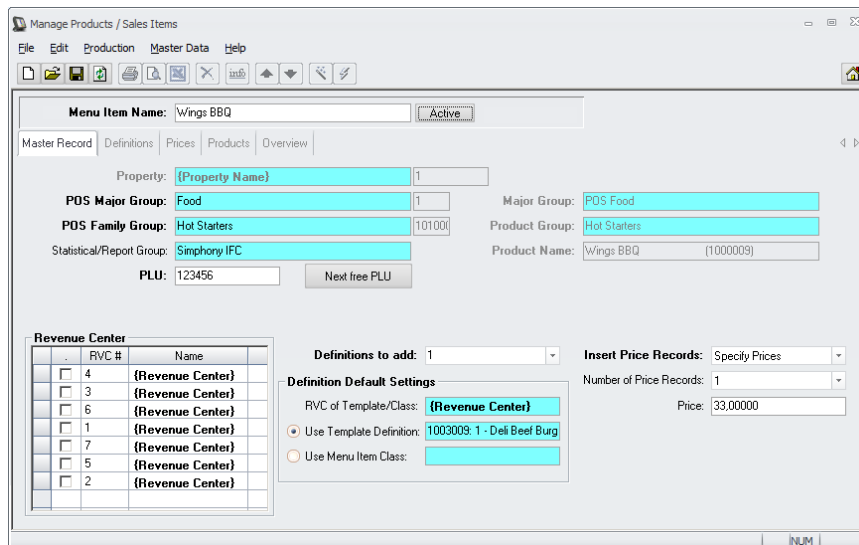 Manage Products / Sales Items
File Edit Production Master Data Help
info
Menu Item Name: Wings BBQ Active
Master Record Definitions Prices Products Overview
Property: {Property Name} 1
POS Major Group: Food 1 Major Group: POS Food
POS Family Group: Hot Starters 101000 Product Group: Hot Starters
Statistical/Report Group: Simphony IFC Product Name: Wings BBQ (1000009)
PLU: 123456 Next free PLU
Revenue Center
. RVC # Name
4 {Revenue Center}
3 {Revenue Center}
6 {Revenue Center}
1 {Revenue Center}
7 {Revenue Center}
5 {Revenue Center}
2 {Revenue Center}
Definitions to add: 1
Definition Default Settings
RVC of Template/Class: {Revenue Center}
Use Template Definition: 1003009: 1 - Deli Beef Burg
Use Menu Item Class:
Insert Price Records: Specify Prices
Number of Price Records: 1
Price: 33,00000
NUM